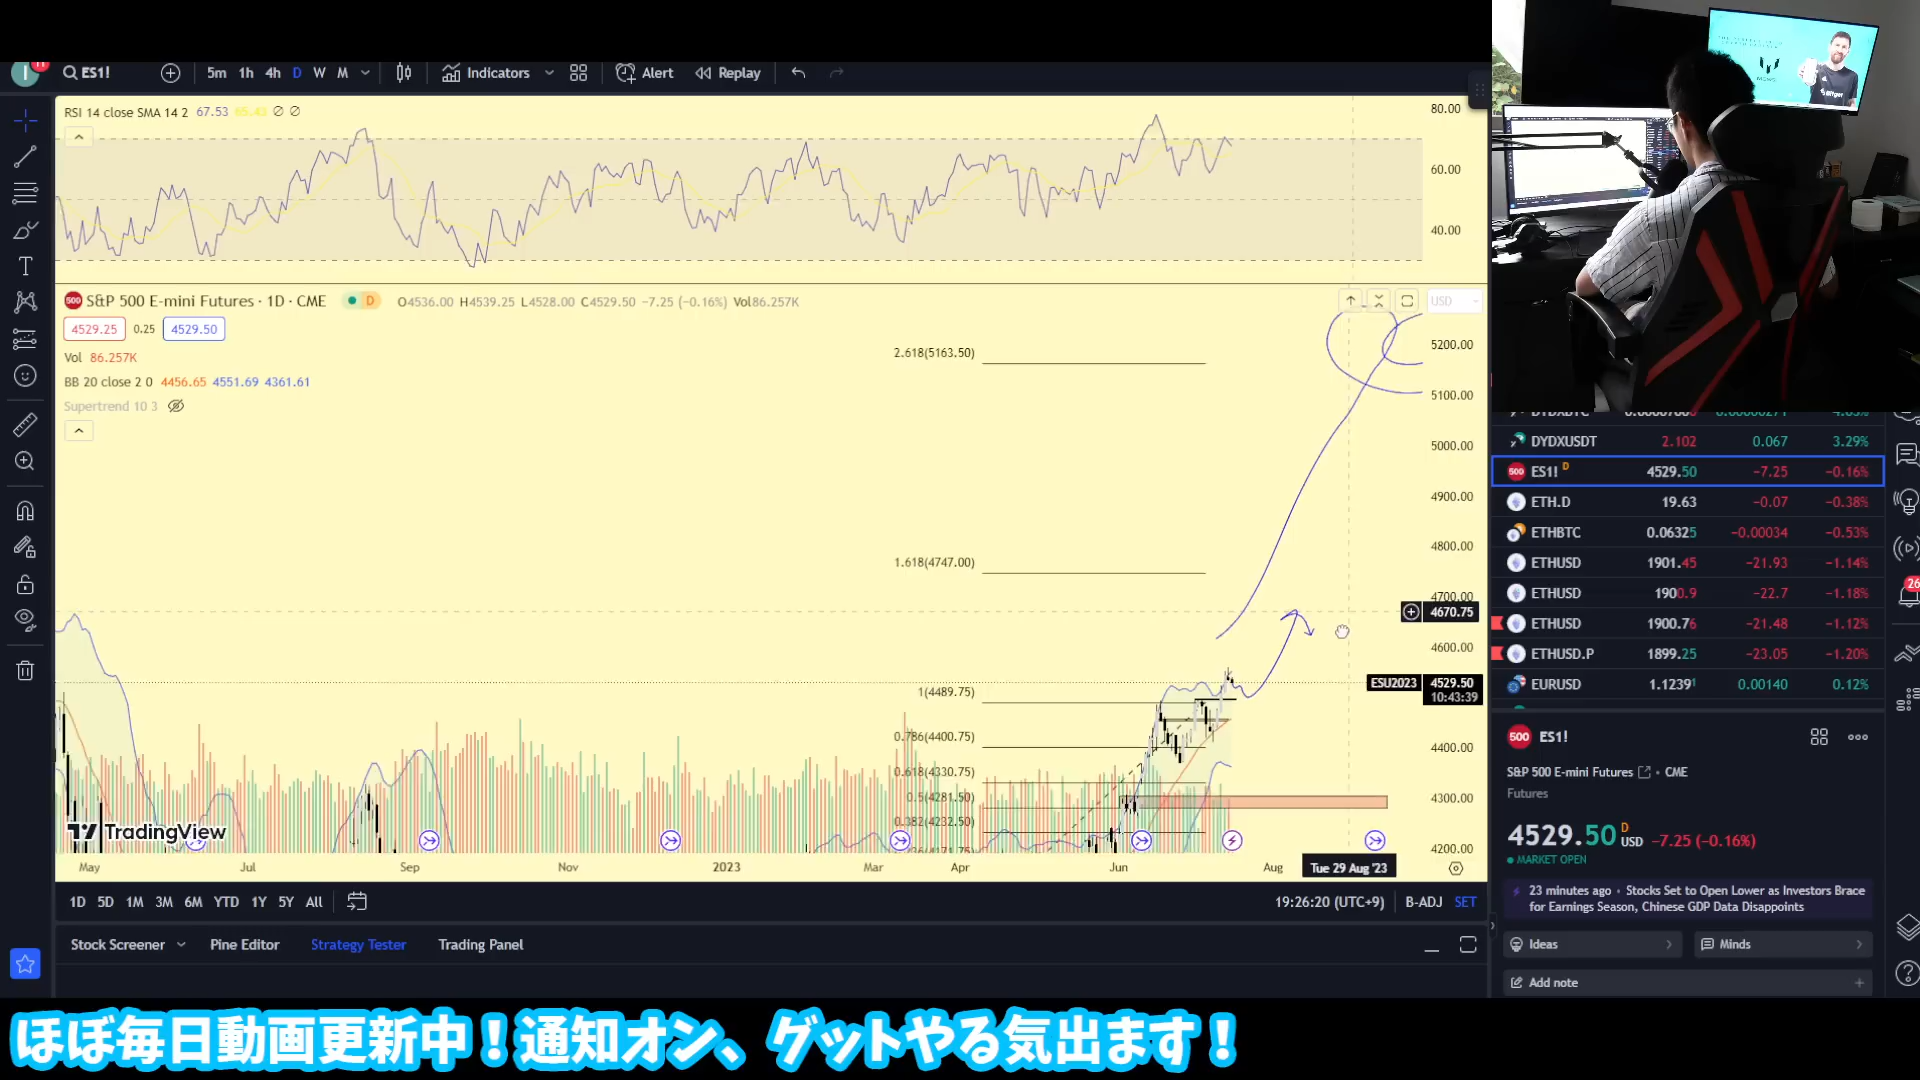 ES1!
5m 1h 4h D W M
Indicators
Alert
Replay
RSI 14 close SMA 14 2 67.53 65.43
80.00
60.00
40.00
S&P 500 E-mini Futures · 1D · CME
D
O4536.00 H4539.25 L4528.00 C4529.50 −7.25 (−0.16%) Vol86.257K
USD
4529.25 0.25 4529.50
Vol 86.257K
BB 20 close 2 0 4456.65 4551.69 4361.61
Supertrend 10 3
2.618(5163.50)
1.618(4747.00)
1(4489.75)
0.786(4400.75)
0.618(4330.75)
0.5(4281.50)
0.382(4232.50)
5200.00
5100.00
5000.00
4900.00
4800.00
4700.00
4670.75
4600.00
ESU2023 4529.50
10:43:39
4400.00
4300.00
4200.00
TradingView
May Jul Sep Nov 2023 Mar Apr Jun Aug Tue 29 Aug '23
1D 5D 1M 3M 6M YTD 1Y 5Y All
19:26:20 (UTC+9) B-ADJ SET
Stock Screener Pine Editor Strategy Tester Trading Panel
DYDXUSDT 2.102 0.067 3.29%
ES1! D 4529.50 −7.25 −0.16%
ETH.D 19.63 −0.07 −0.38%
ETHBTC 0.06325 −0.00034 −0.53%
ETHUSD 1901.45 −21.93 −1.14%
ETHUSD 1900.9 −22.7 −1.18%
ETHUSD 1900.76 −21.48 −1.12%
ETHUSD.P 1899.25 −23.05 −1.20%
EURUSD 1.12391 0.00140 0.12%
26
500 ES1!
S&P 500 E-mini Futures • CME
Futures
4529.50 D USD −7.25 (−0.16%)
MARKET OPEN
23 minutes ago • Stocks Set to Open Lower as Investors Brace
for Earnings Season, Chinese GDP Data Disappoints
Ideas
Minds
Add note
ほぼ毎日動画更新中！通知オン、グットやる気出ます！